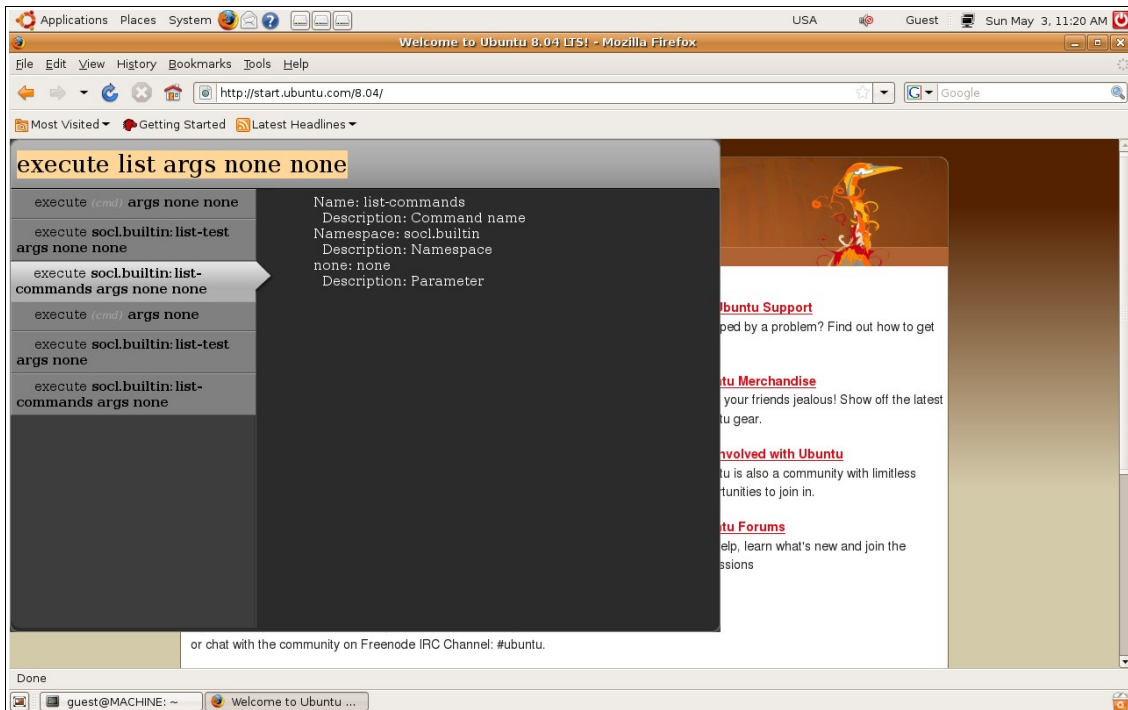 Applications Places System USA Guest Sun May 3, 11:20 AM
Welcome to Ubuntu 8.04 LTS! - Mozilla Firefox
File Edit View History Bookmarks Tools Help
http://start.ubuntu.com/8.04/ Google
Most Visited Getting Started Latest Headlines
execute list args none none
execute (cmd) args none none
execute socl.builtin:list-test
args none none
execute socl.builtin:list-
commands args none none
execute (cmd) args none
execute socl.builtin:list-test
args none
execute socl.builtin:list-
commands args none
Name: list-commands
Description: Command name
Namespace: socl.builtin
Description: Namespace
none: none
Description: Parameter
Ubuntu Support
ped by a problem? Find out how to get
tu Merchandise
your friends jealous! Show off the latest
tu gear.
nvolved with Ubuntu
tu is also a community with limitless
rtunities to join in.
tu Forums
elp, learn what's new and join the
ssions
or chat with the community on Freenode IRC Channel: #ubuntu.
Done
guest@MACHINE: ~ Welcome to Ubuntu ...